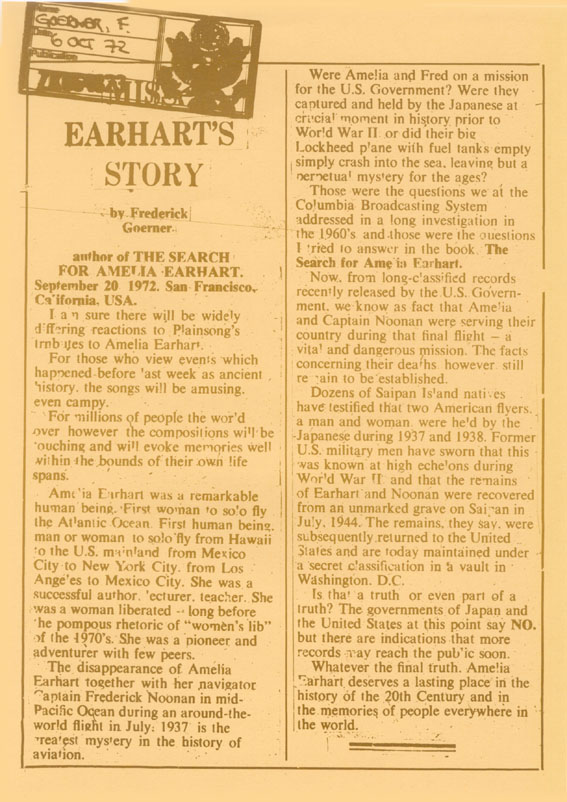 GOERNER, F.
6 OCT 72
MISS
EARHART'S
STORY
by Frederick
Goerner
author of THE SEARCH
FOR AMELIA EARHART.
September 20 1972. San Francisco,
California, USA.
I am sure there will be widely
differing reactions to Plainsong's
tributes to Amelia Earhart.
For those who view events which
happened before last week as ancient
history, the songs will be amusing,
even campy.
For millions of people the world
over however the compositions will be
touching and will evoke memories well
within the bounds of their own life
spans.
Amelia Earhart was a remarkable
human being. First woman to solo fly
the Atlantic Ocean. First human being,
man or woman to solo fly from Hawaii
to the U.S. mainland from Mexico
City to New York City, from Los
Angeles to Mexico City. She was a
successful author, lecturer, teacher. She
was a woman liberated -- long before
the pompous rhetoric of "women's lib"
of the 1970's. She was a pioneer and
adventurer with few peers.
The disappearance of Amelia
Earhart together with her navigator
Captain Frederick Noonan in mid-
Pacific Ocean during an around-the-
world flight in July; 1937 is the
greatest mystery in the history of
aviation.
Were Amelia and Fred on a mission
for the U.S. Government? Were they
captured and held by the Japanese at
crucial moment in history prior to
World War II or did their big
Lockheed plane with fuel tanks empty
simply crash into the sea, leaving but a
perpetual mystery for the ages?
Those were the questions we at the
Columbia Broadcasting System
addressed in a long investigation in
the 1960's and those were the questions
I tried to answer in the book, The
Search for Amelia Earhart.
Now, from long-classified records
recently released by the U.S. Govern-
ment, we know as fact that Amelia
and Captain Noonan were serving their
country during that final flight – a
vital and dangerous mission. The facts
concerning their deaths however still
remain to be established.
Dozens of Saipan Island natives
have testified that two American flyers,
a man and woman, were held by the
Japanese during 1937 and 1938. Former
U.S. military men have sworn that this
was known at high echelons during
World War II and that the remains
of Earhart and Noonan were recovered
from an unmarked grave on Saipan in
July, 1944. The remains, they say, were
subsequently returned to the United
States and are today maintained under
a secret classification in a vault in
Washington, D.C.
Is that a truth or even part of a
truth? The governments of Japan and
the United States at this point say NO,
but there are indications that more
records may reach the public soon.
Whatever the final truth, Amelia
Earhart deserves a lasting place in the
history of the 20th Century and in
the memories of people everywhere in
the world.